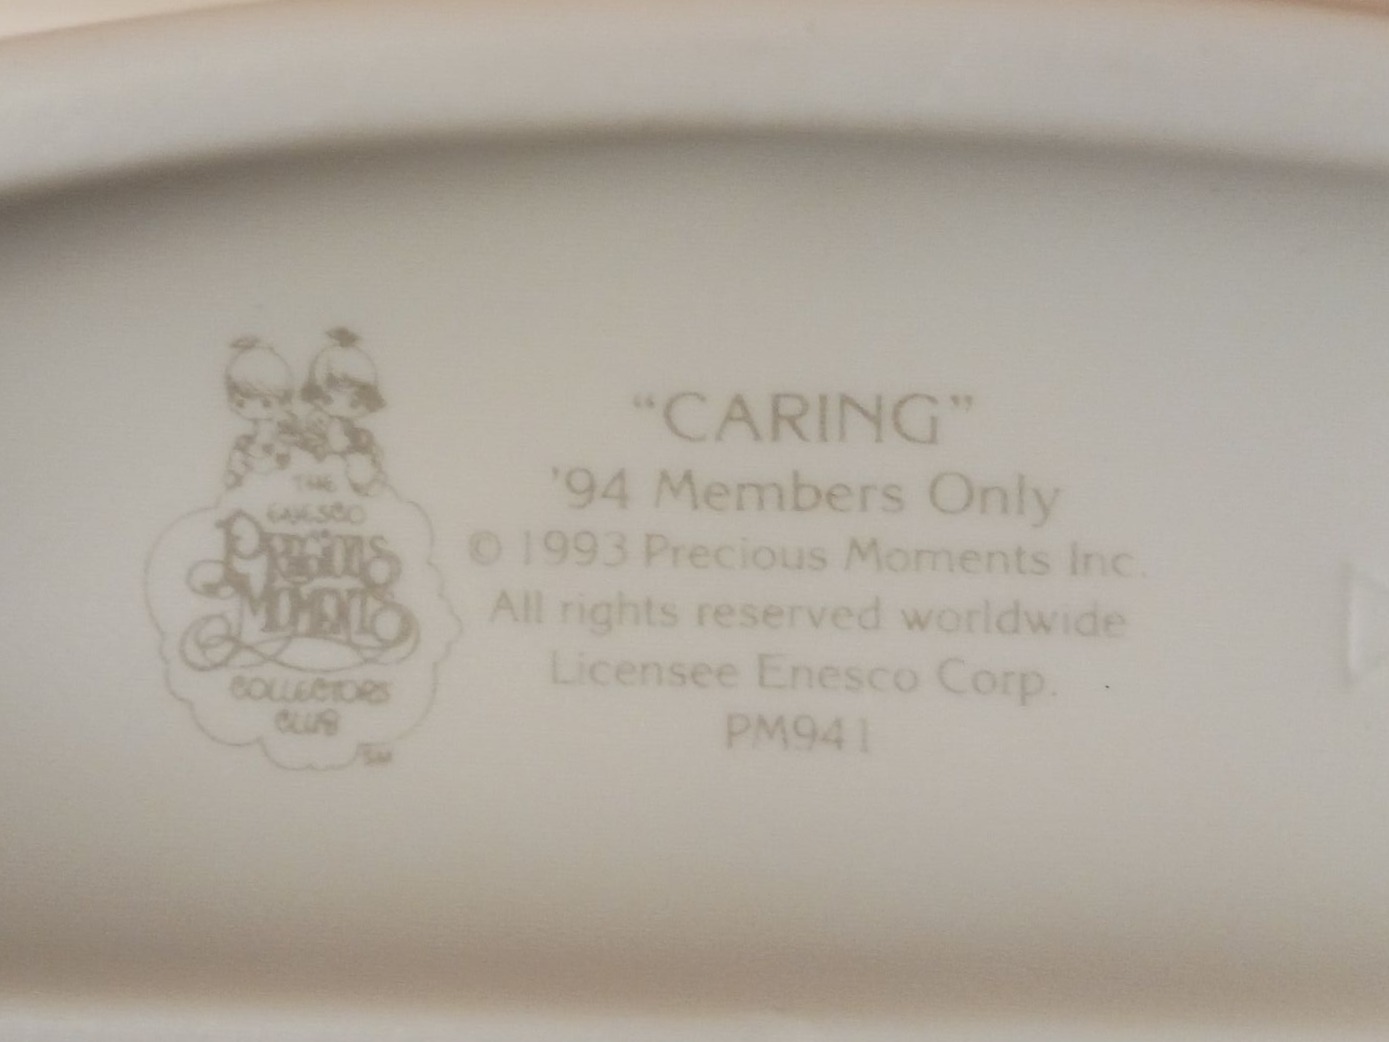 THE
ENESCO
Precious
Moments
COLLECTORS
CLUB
SM
“CARING”
’94 Members Only
© 1993 Precious Moments Inc.
All rights reserved worldwide
Licensee Enesco Corp.
PM941